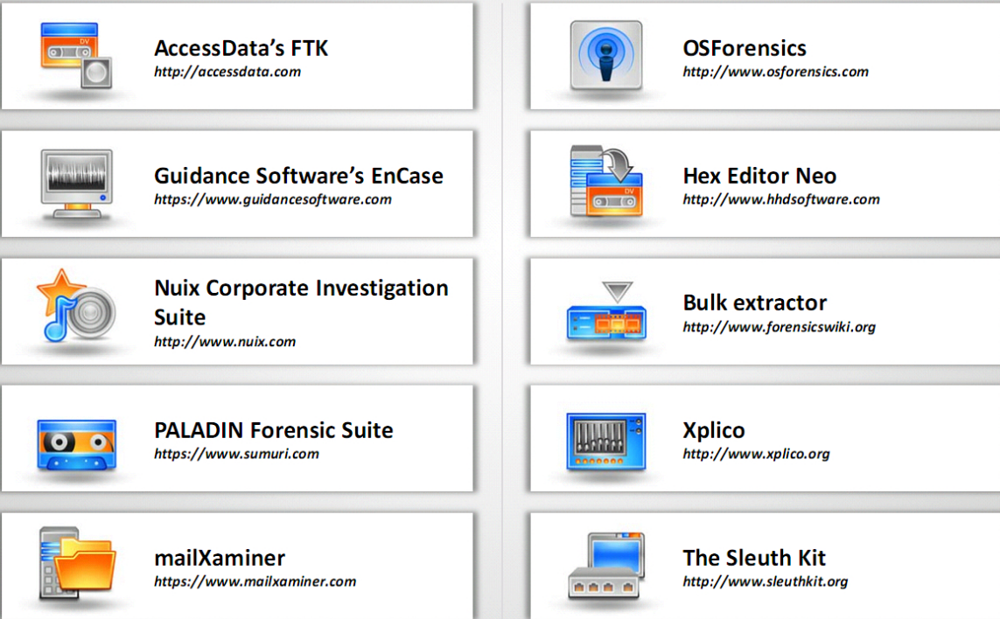 AccessData's FTK
http://accessdata.com
Guidance Software's EnCase
https://www.guidancesoftware.com
Nuix Corporate Investigation
Suite
http://www.nuix.com
PALADIN Forensic Suite
https://www.sumuri.com
mailXaminer
https://www.mailxaminer.com
OSForensics
http://www.osforensics.com
Hex Editor Neo
http://www.hhdsoftware.com
Bulk extractor
http://www.forensicswiki.org
Xplico
http://www.xplico.org
The Sleuth Kit
http://www.sleuthkit.org
DV
DV